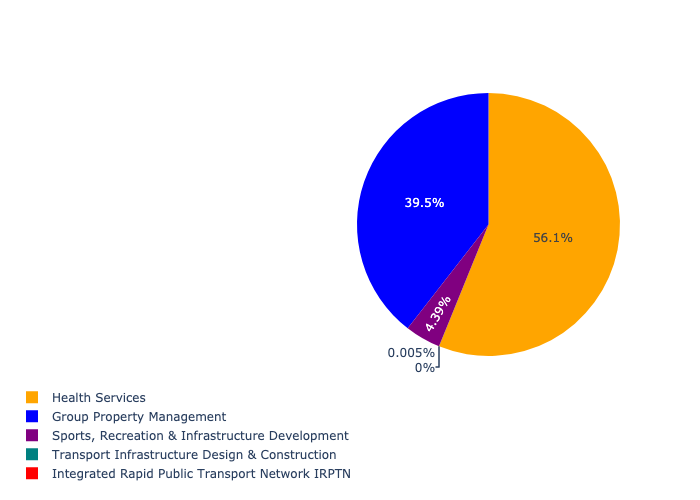 39.5%
56.1%
4.39%
0.005%
0%
Health Services
Group Property Management
Sports, Recreation & Infrastructure Development
Transport Infrastructure Design & Construction
Integrated Rapid Public Transport Network IRPTN